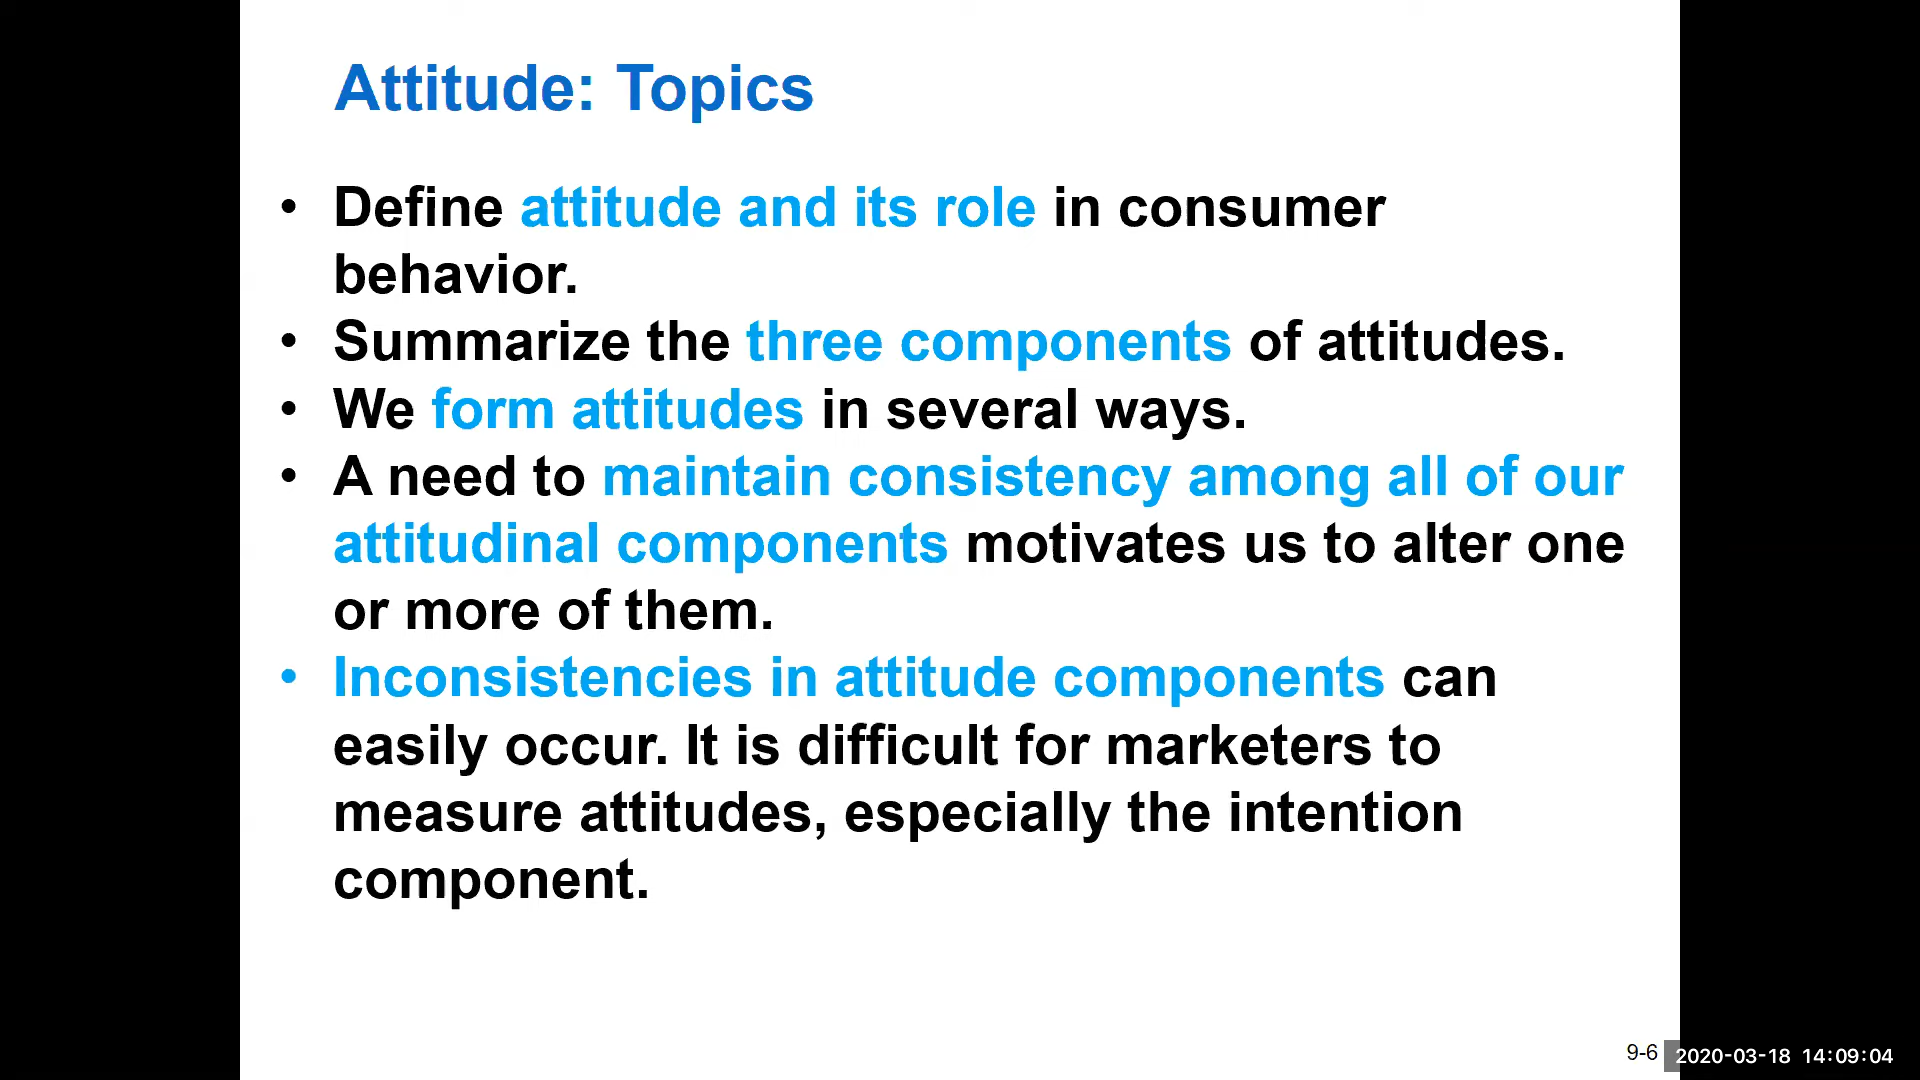 Attitude: Topics
• Define attitude and its role in consumer
behavior.
• Summarize the three components of attitudes.
• We form attitudes in several ways.
• A need to maintain consistency among all of our
attitudinal components motivates us to alter one
or more of them.
• Inconsistencies in attitude components can
easily occur. It is difficult for marketers to
measure attitudes, especially the intention
component.
9-6
2020-03-18 14:09:04